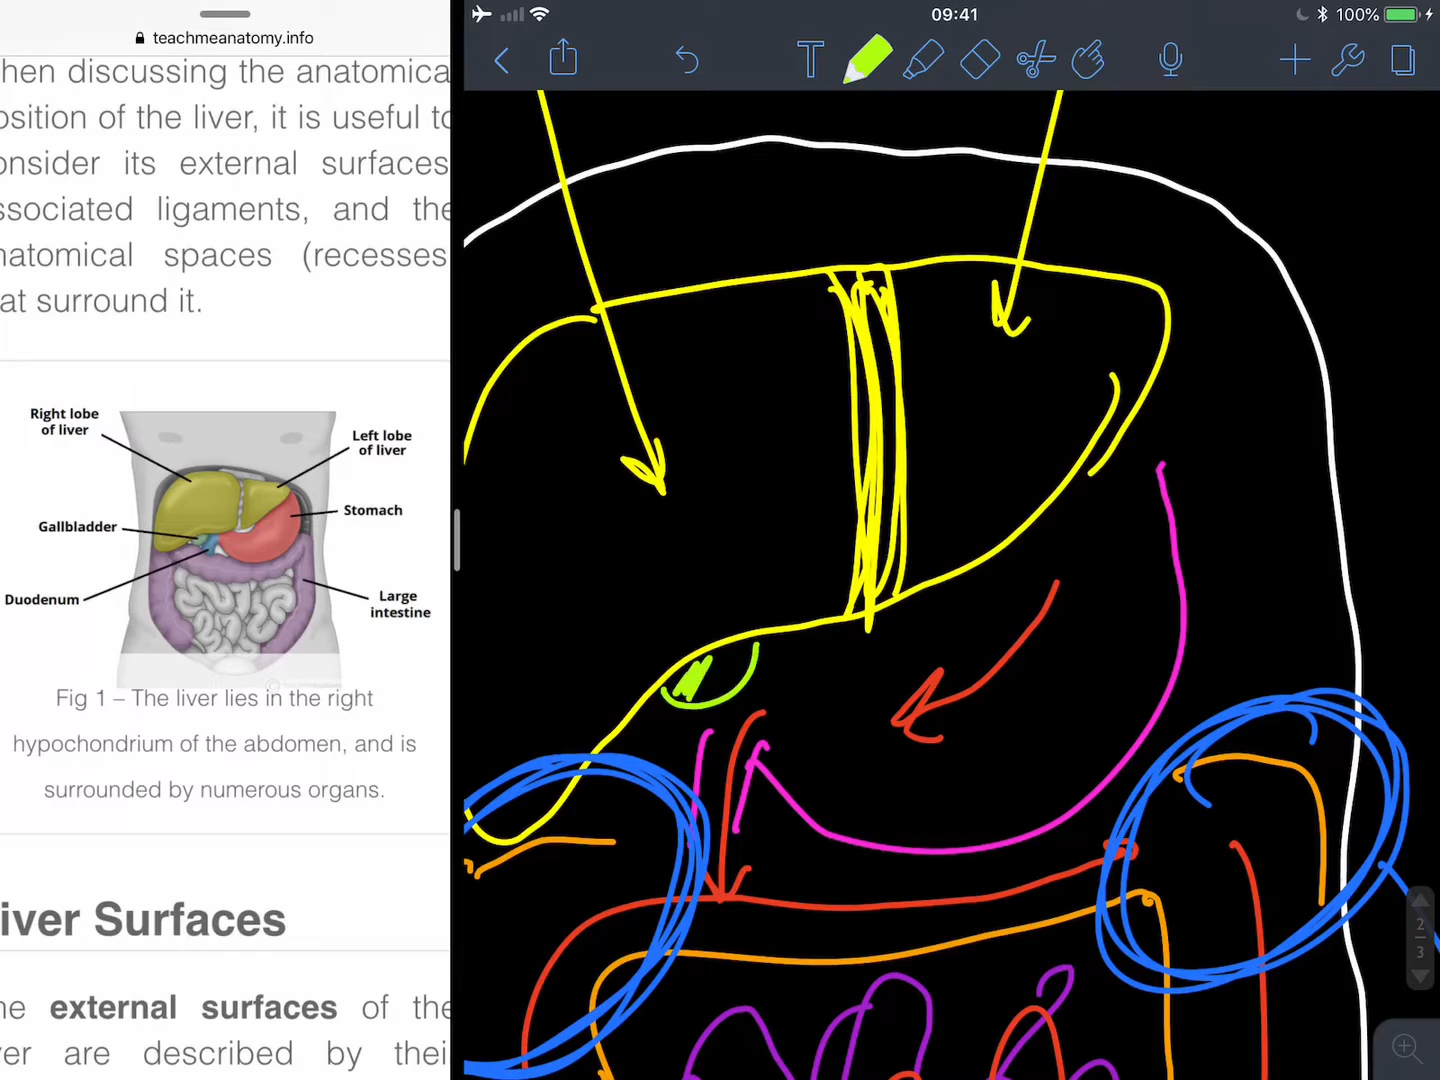 teachmeanatomy.info
09:41
100%
hen discussing the anatomica
osition of the liver, it is useful to
onsider its external surfaces
ssociated ligaments, and the
natomical spaces (recesses
at surround it.
Right lobe
of liver
Left lobe
of liver
Stomach
Gallbladder
Duodenum
Large
intestine
Fig 1 – The liver lies in the right
hypochondrium of the abdomen, and is
surrounded by numerous organs.
iver Surfaces
ne external surfaces of the
er are described by thei
T
2
3